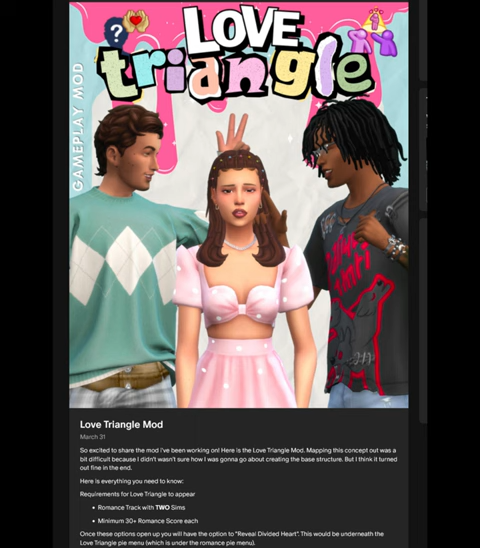 LOVE
triangle
GAMEPLAY MOD
Love Triangle Mod
March 31
So excited to share the mod I've been working on! Here is the Love Triangle Mod. Mapping this concept out was a
bit difficult because I didn't wasn't sure how I was gonna go about creating the base structure. But I think it turned
out fine in the end.
Here is everything you need to know:
Requirements for Love Triangle to appear
• Romance Track with TWO Sims
• Minimum 30+ Romance Score each
Once these options open up you will have the option to "Reveal Divided Heart". This would be underneath the
Love Triangle pie menu (which is under the romance pie menu).